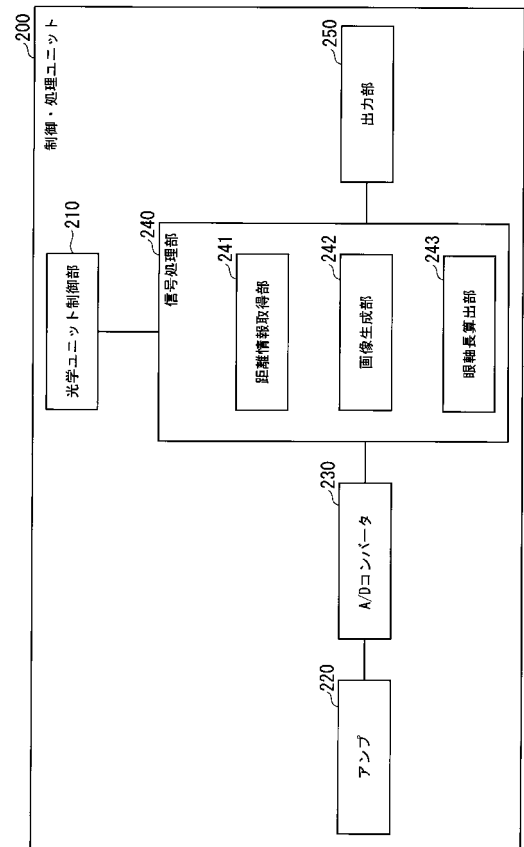 200
制御・処理ユニット
210
光学ユニット制御部
220
アンプ
230
A/Dコンバータ
240
信号処理部
241
距離情報取得部
242
画像生成部
243
眼軸長算出部
250
出力部